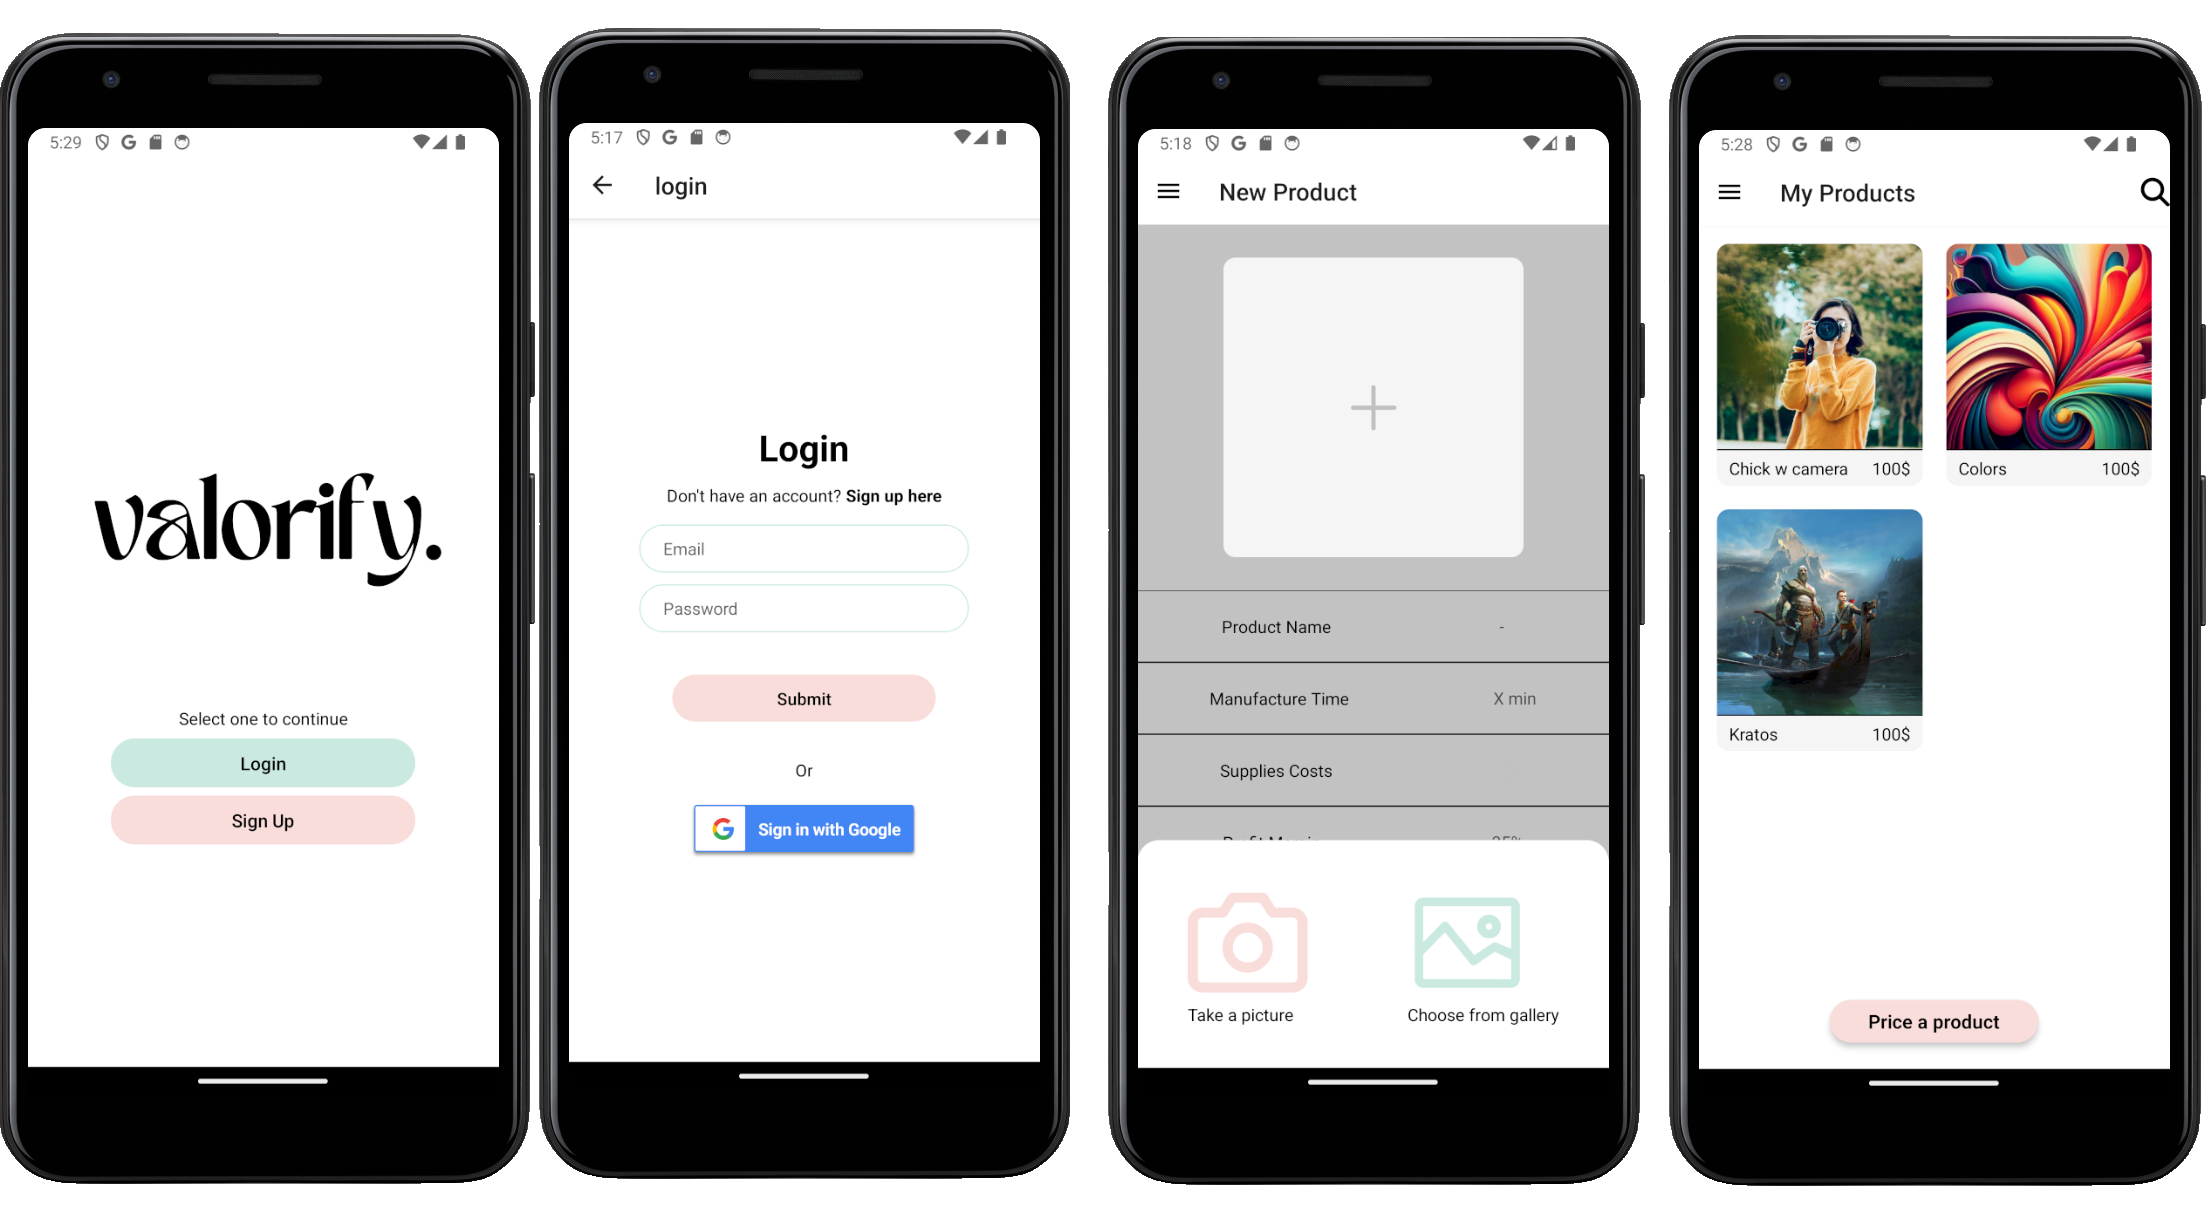 5:29
valorify.
Select one to continue
Login
Sign Up
5:17
login
Login
Don't have an account? Sign up here
Email
Password
Submit
Or
Sign in with Google
5:18
New Product
Product Name -
Manufacture Time X min
Supplies Costs
Take a picture
Choose from gallery
5:28
My Products
Chick w camera 100$
Colors 100$
Kratos 100$
Price a product